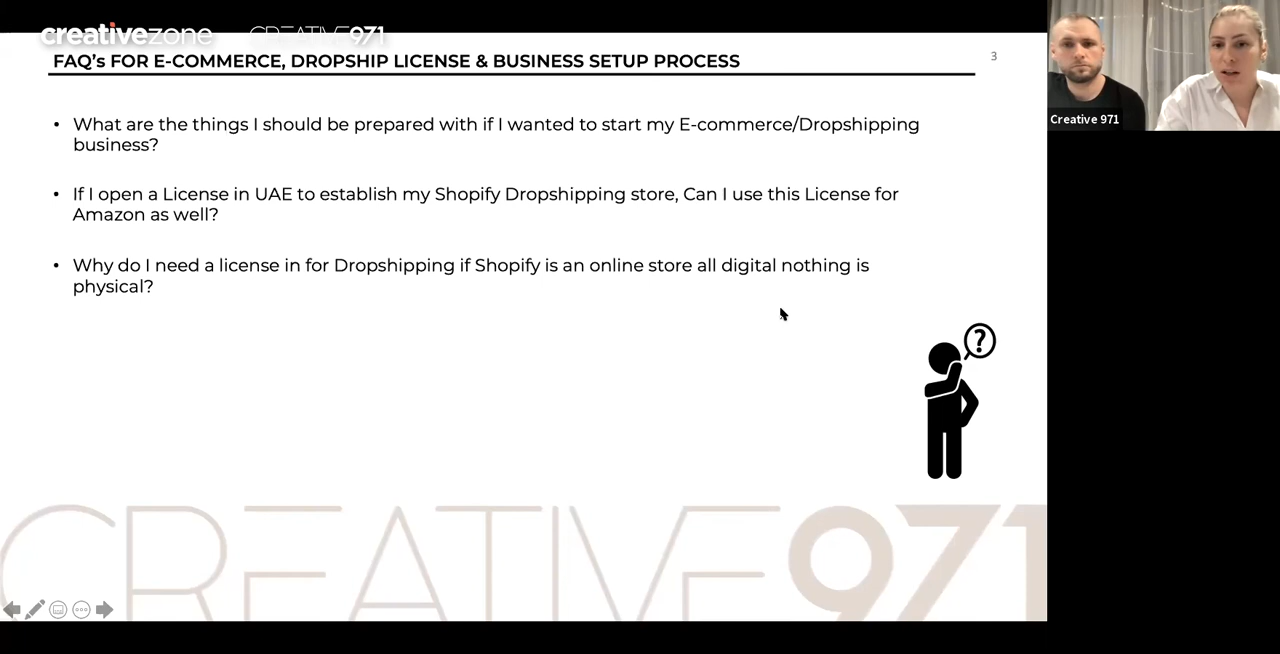 creativezone CREATIVE971
FAQ's FOR E-COMMERCE, DROPSHIP LICENSE & BUSINESS SETUP PROCESS
3
• What are the things I should be prepared with if I wanted to start my E-commerce/Dropshipping
business?
• If I open a License in UAE to establish my Shopify Dropshipping store, Can I use this License for
Amazon as well?
• Why do I need a license in for Dropshipping if Shopify is an online store all digital nothing is
physical?
?
CREATIVE971
Creative 971